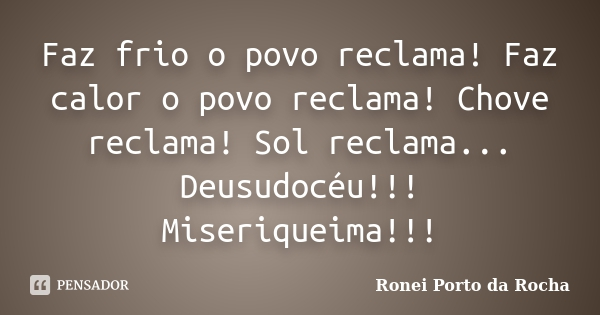 Faz frio o povo reclama! Faz
calor o povo reclama! Chove
reclama! Sol reclama...
Deusudocéu!!!
Miseriqueima!!!
PENSADOR
Ronei Porto da Rocha